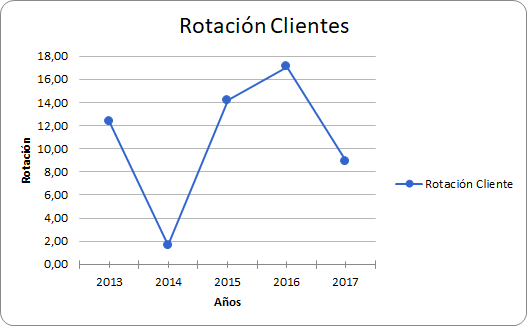 Rotación Clientes
18,00
16,00
14,00
12,00
10,00
8,00
6,00
4,00
2,00
0,00
Rotación
2013 2014 2015 2016 2017
Años
Rotación Cliente